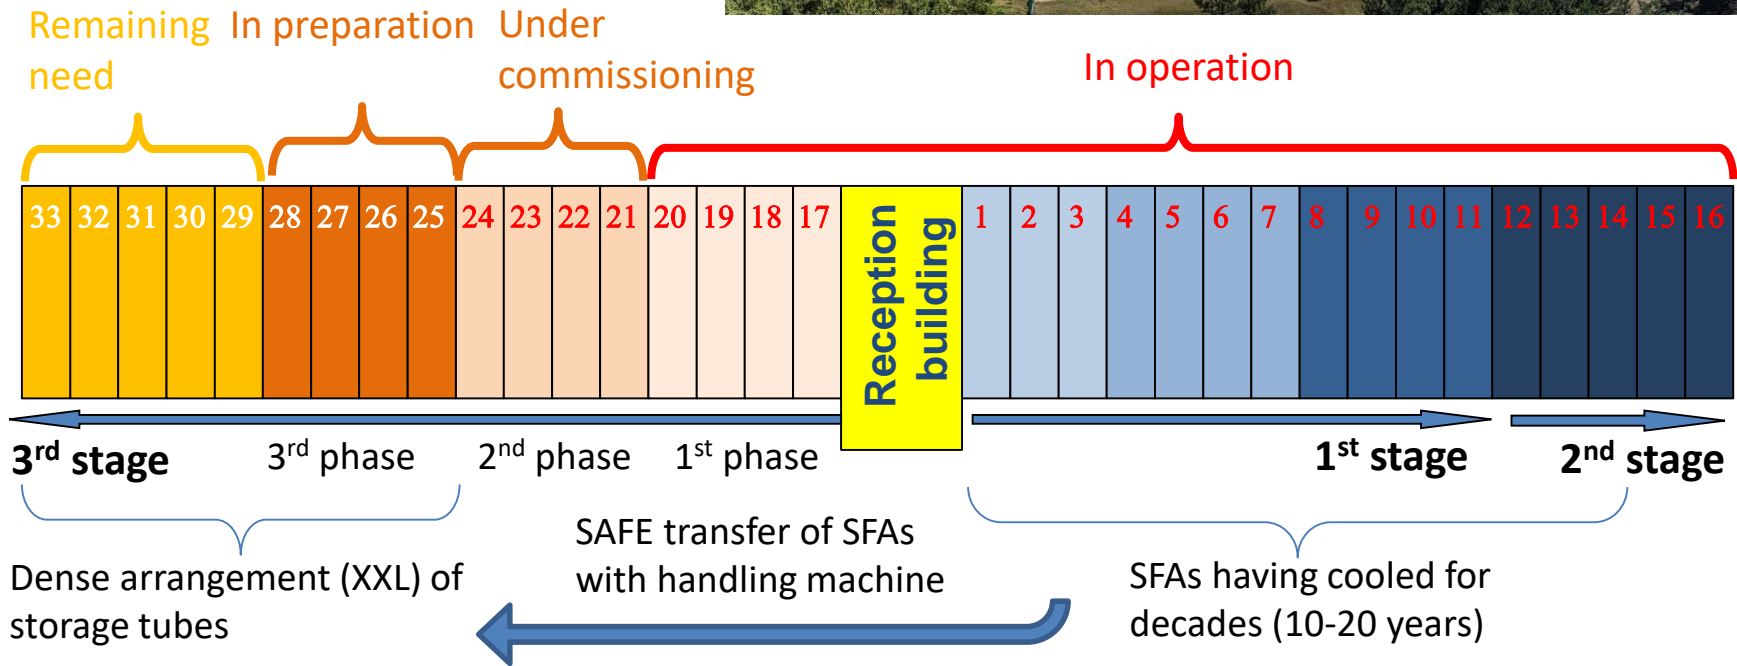 Remaining
need
In preparation
Under
commissioning
In operation
33 32 31 30 29 28 27 26 25 24 23 22 21 20 19 18 17
Reception
building
1 2 3 4 5 6 7 8 9 10 11 12 13 14 15 16
3rd stage
3rd phase
2nd phase
1st phase
1st stage
2nd stage
Dense arrangement (XXL) of
storage tubes
SAFE transfer of SFAs
with handling machine
SFAs having cooled for
decades (10-20 years)